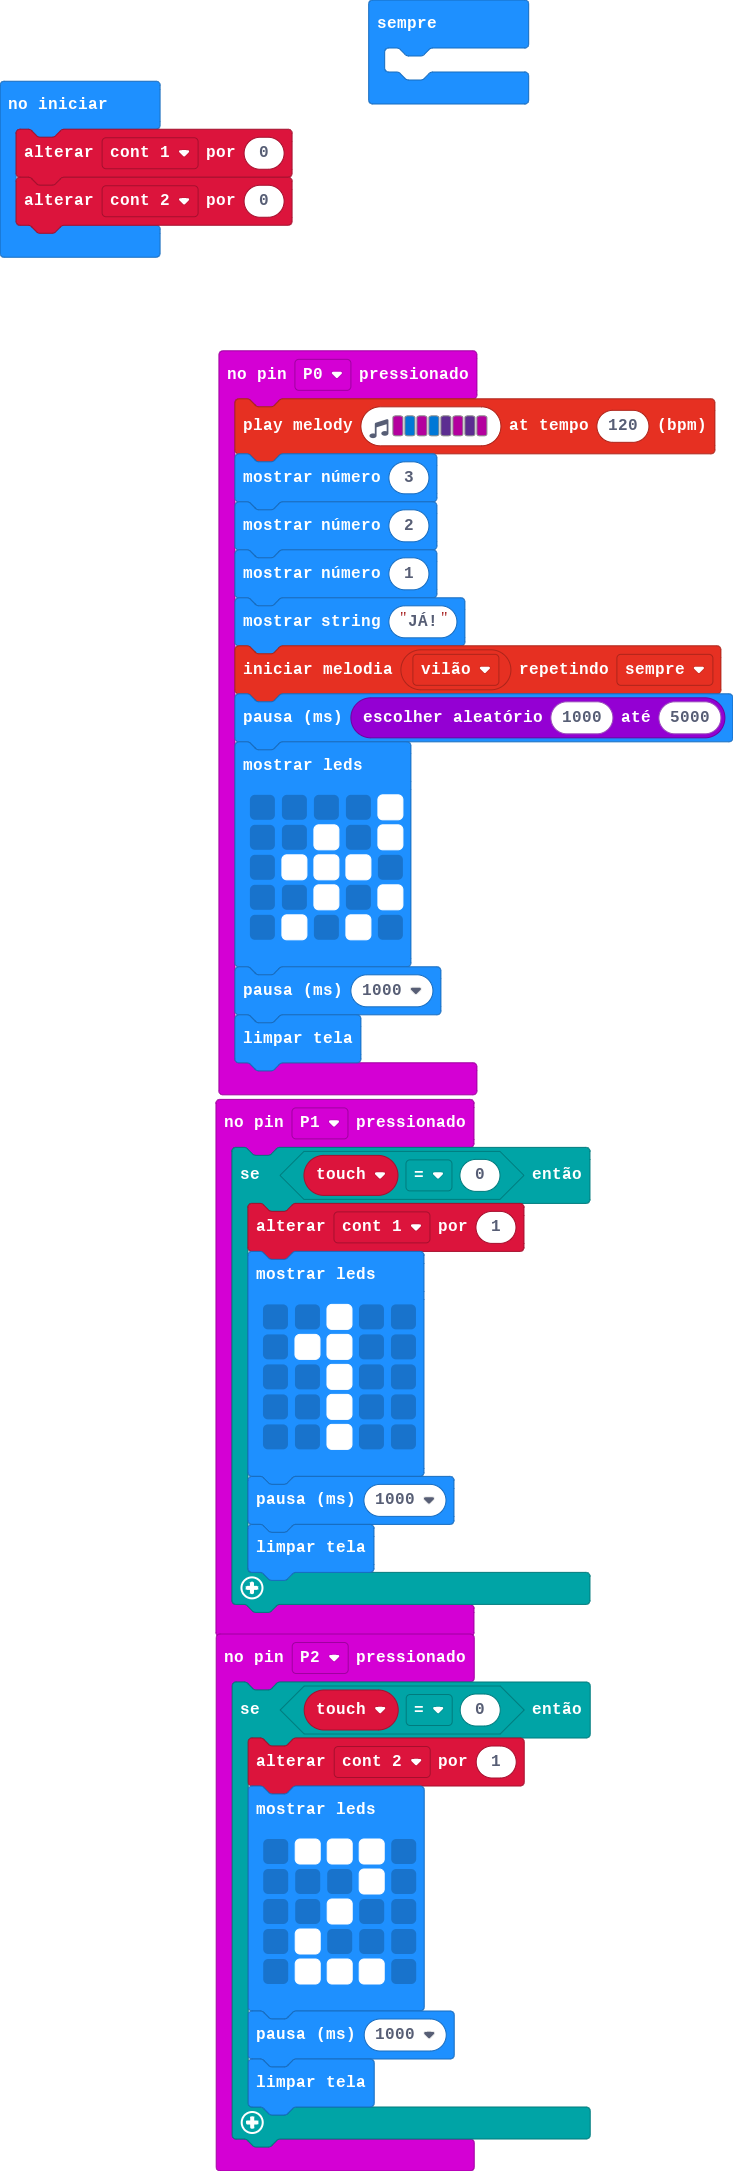 sempre
no iniciar
alterar cont 1 por 0
alterar cont 2 por 0
no pin P0 pressionado
play melody at tempo 120 (bpm)
mostrar número 3
mostrar número 2
mostrar número 1
mostrar string "JÁ!"
iniciar melodia vilão repetindo sempre
pausa (ms) escolher aleatório 1000 até 5000
mostrar leds
pausa (ms) 1000
limpar tela
no pin P1 pressionado
se touch = 0 então
alterar cont 1 por 1
mostrar leds
pausa (ms) 1000
limpar tela
no pin P2 pressionado
se touch = 0 então
alterar cont 2 por 1
mostrar leds
pausa (ms) 1000
limpar tela